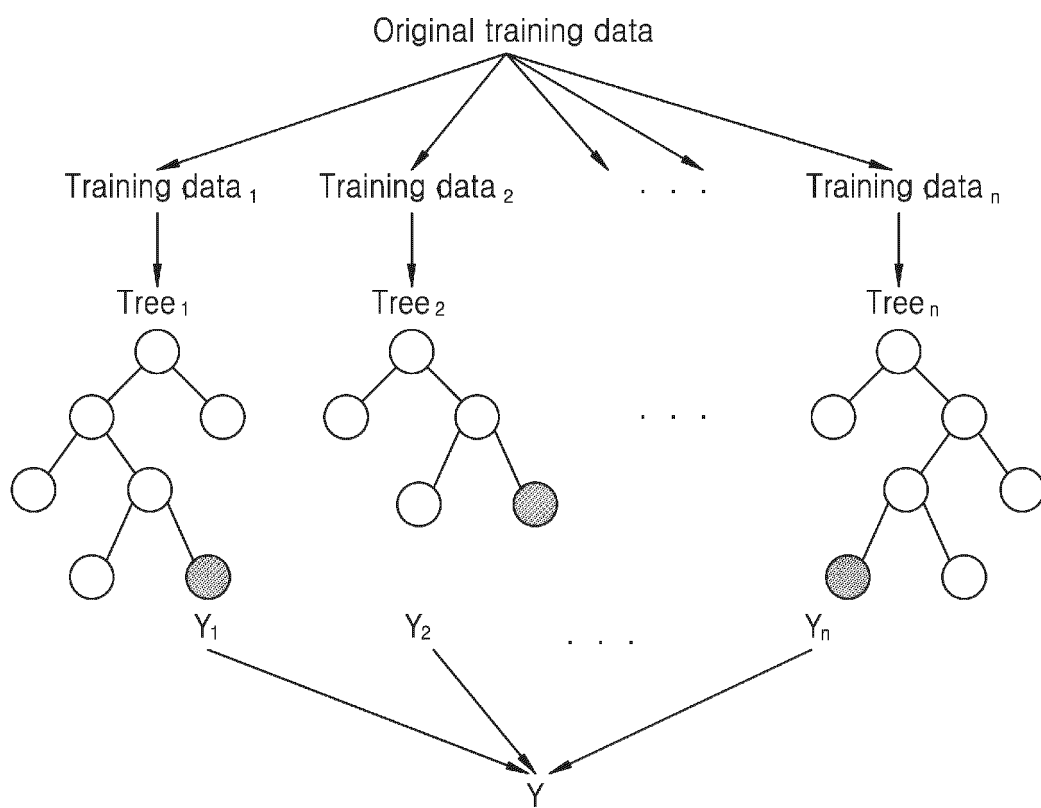 Original training data
Training data 1 Training data 2 . . . Training data n
Tree 1 Tree 2 Tree n
. . .
Y1 Y2 . . . Yn
Y